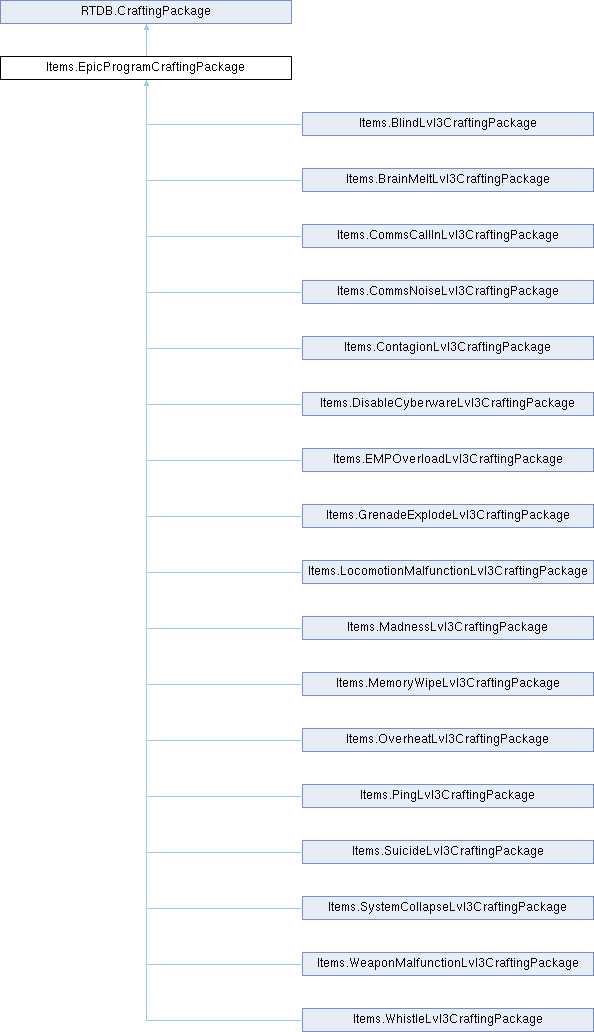 RTDB.CraftingPackage
Items.EpicProgramCraftingPackage
Items.BlindLvl3CraftingPackage
Items.BrainMeltLvl3CraftingPackage
Items.CommsCallInLvl3CraftingPackage
Items.CommsNoiseLvl3CraftingPackage
Items.ContagionLvl3CraftingPackage
Items.DisableCyberwareLvl3CraftingPackage
Items.EMPOverloadLvl3CraftingPackage
Items.GrenadeExplodeLvl3CraftingPackage
Items.LocomotionMalfunctionLvl3CraftingPackage
Items.MadnessLvl3CraftingPackage
Items.MemoryWipeLvl3CraftingPackage
Items.OverheatLvl3CraftingPackage
Items.PingLvl3CraftingPackage
Items.SuicideLvl3CraftingPackage
Items.SystemCollapseLvl3CraftingPackage
Items.WeaponMalfunctionLvl3CraftingPackage
Items.WhistleLvl3CraftingPackage